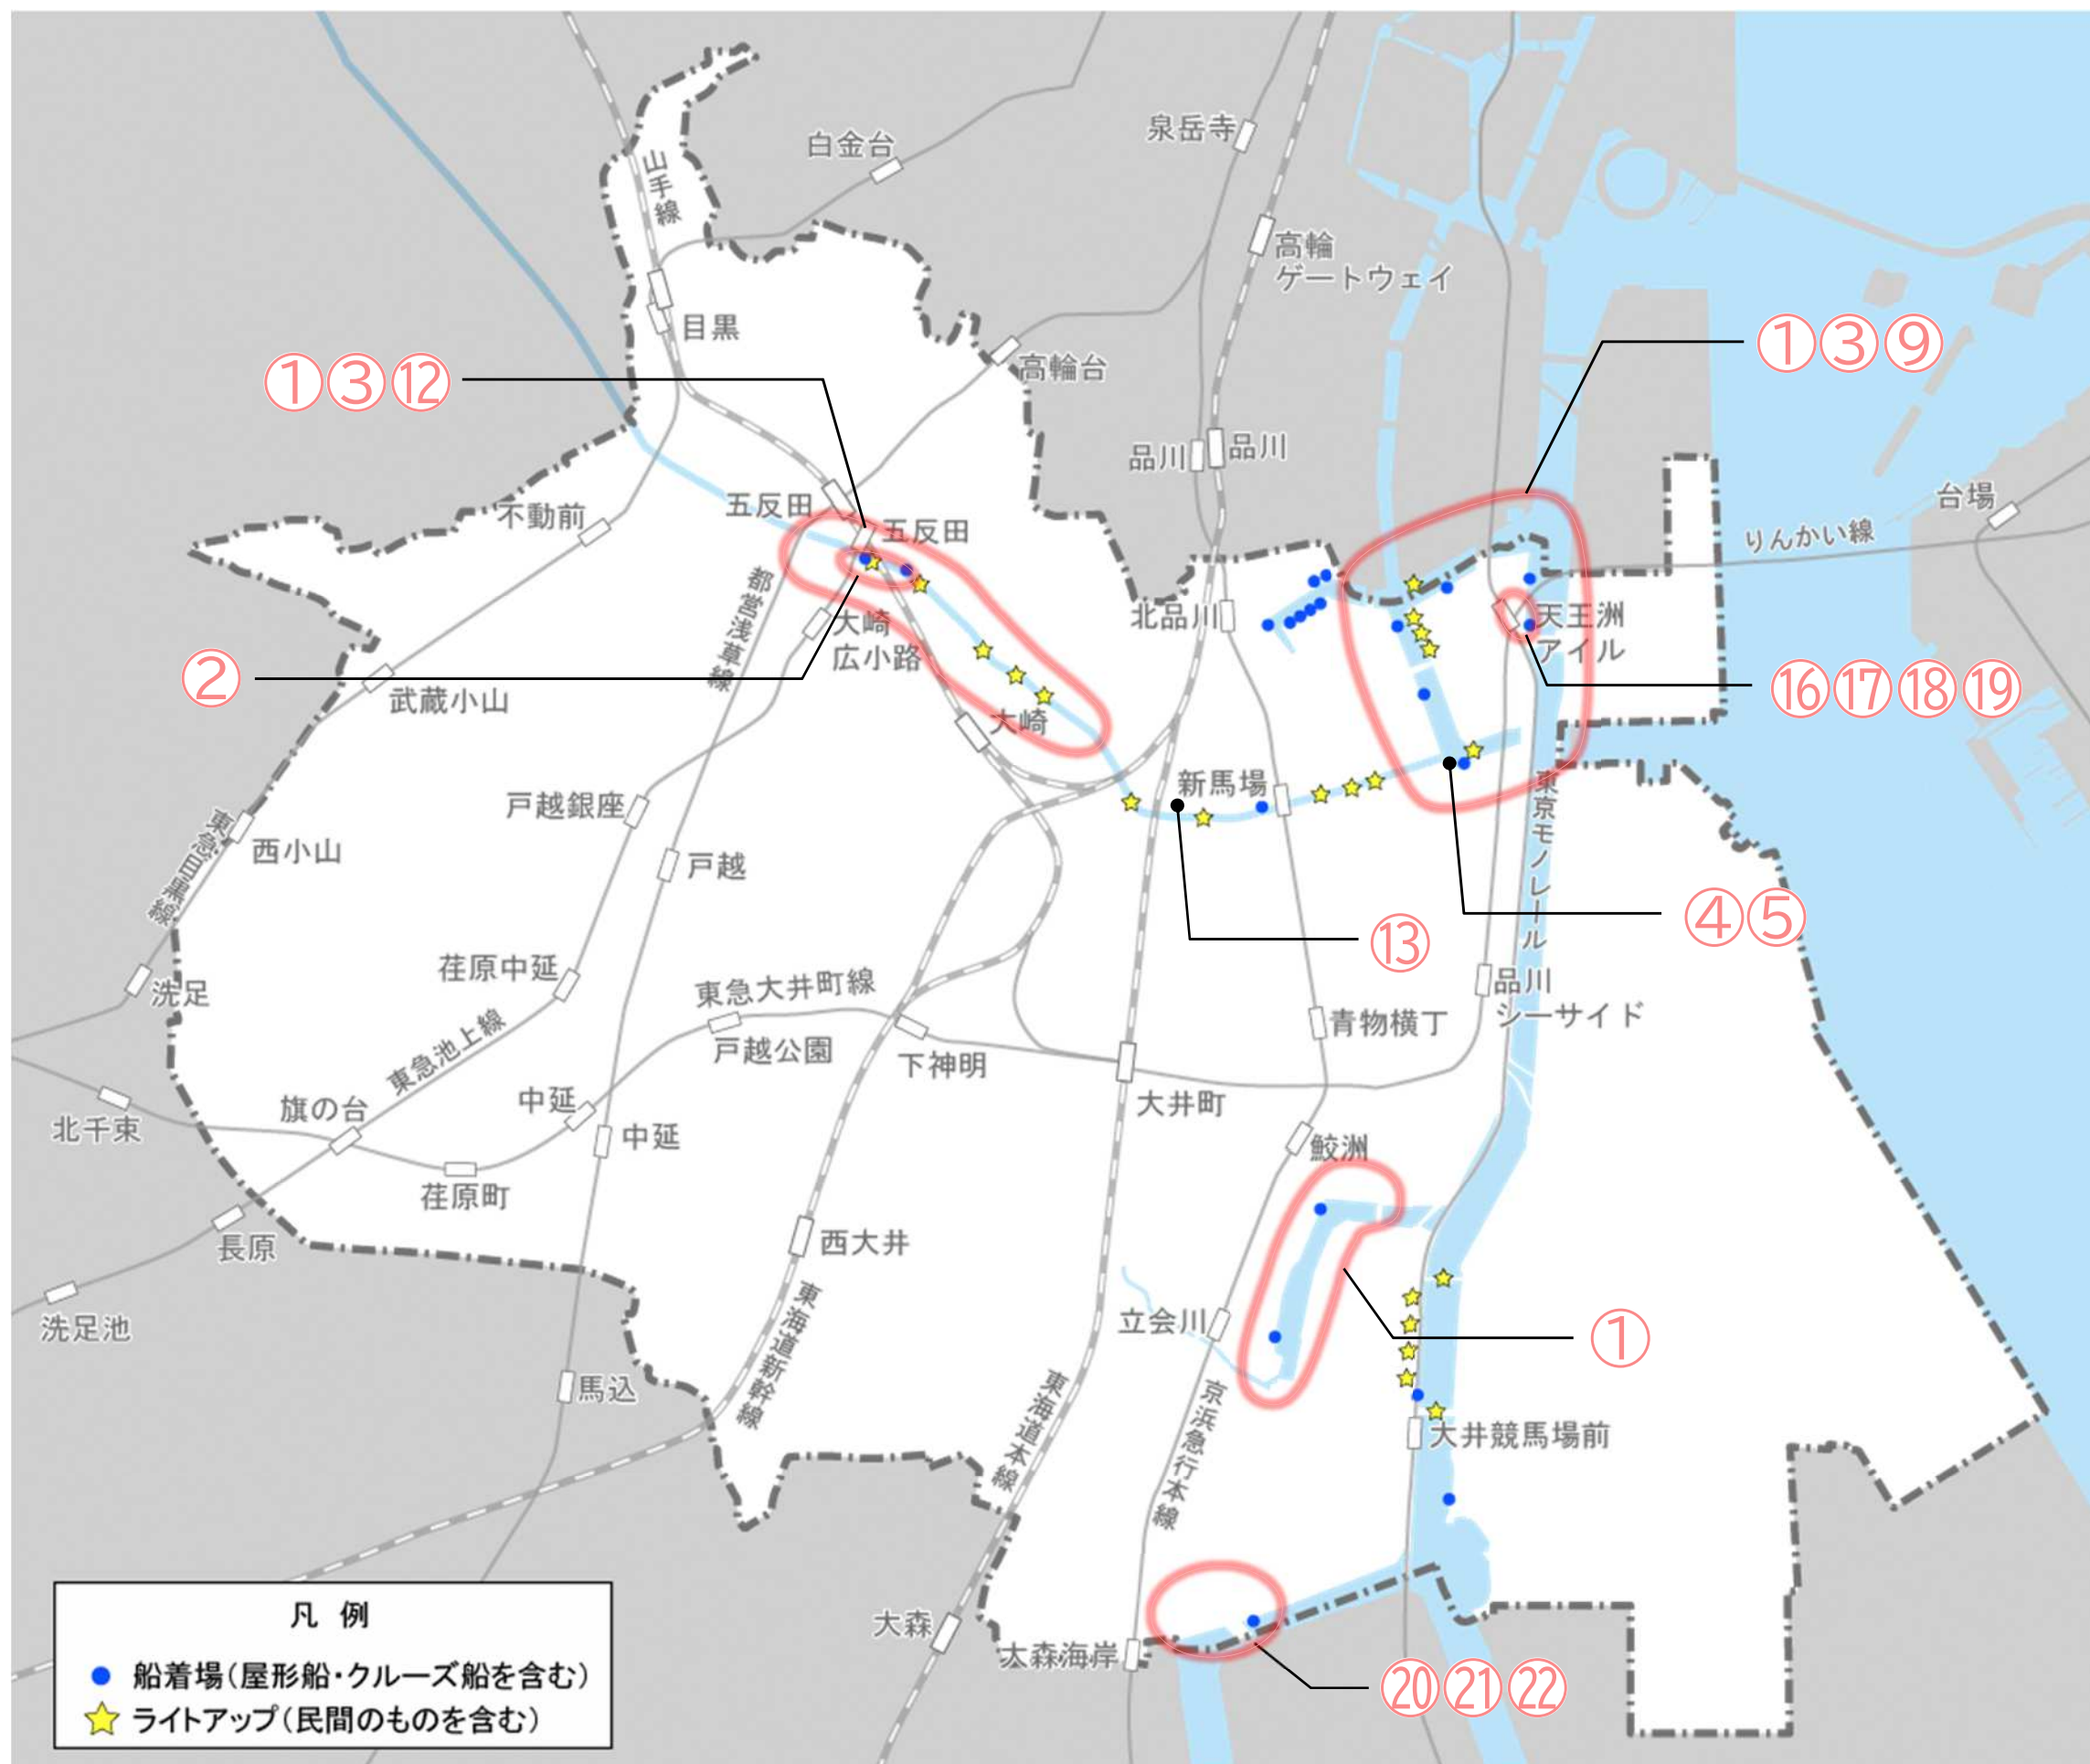 白金台
泉岳寺
山手線
高輪
ゲートウェイ
目黒
高輪台
①③⑨
①③⑫
品川
品川
台場
りんかい線
五反田
五反田
不動前
都営浅草線
大崎
広小路
北品川
天王洲
アイル
②
武蔵小山
⑯⑰⑱⑲
大崎
新馬場
東京モノレール
戸越銀座
東急目黒線
西小山
戸越
④⑤
⑬
荏原中延
洗足
東急大井町線
品川
シーサイド
青物横丁
東急池上線
戸越公園
下神明
旗の台
中延
中延
大井町
北千束
鮫洲
荏原町
長原
西大井
洗足池
東海道新幹線
立会川
①
馬込
東海道本線
京浜急行本線
大井競馬場前
大森
大森海岸
⑳㉑㉒
凡 例
船着場(屋形船・クルーズ船を含む)
ライトアップ(民間のものを含む)